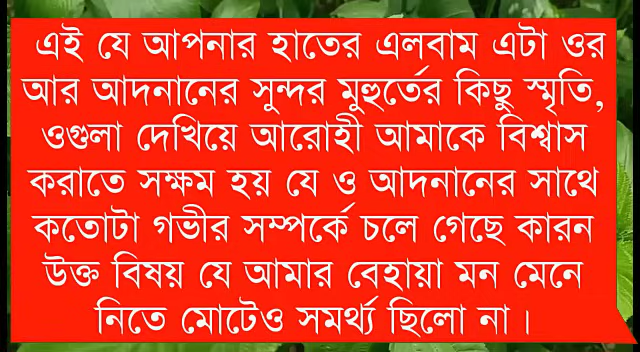 এই যে আপনার হাতের এলবাম এটা ওর
আর আদনানের সুন্দর মুহুর্তের কিছু স্মৃতি,
ওগুলা দেখিয়ে আরোহী আমাকে বিশ্বাস
করাতে সক্ষম হয় যে ও আদনানের সাথে
কতোটা গভীর সম্পর্কে চলে গেছে কারন
উক্ত বিষয় যে আমার বেহায়া মন মেনে
নিতে মোটেও সমর্থ্য ছিলো না।